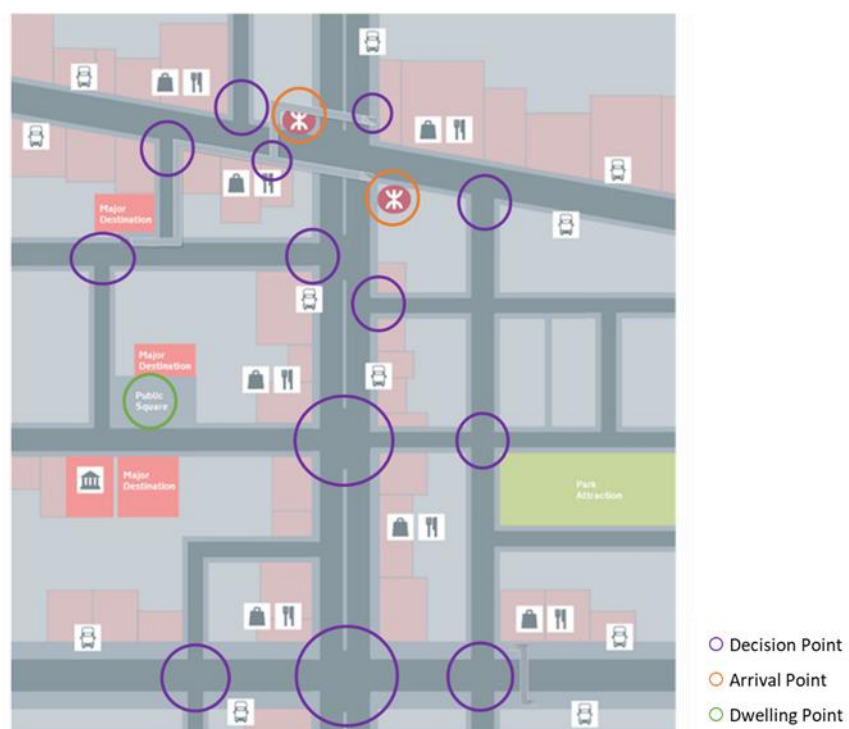 Major
Destination
Major
Destination
Public
Square
Major
Destination
Park
Attraction
Decision Point
Arrival Point
Dwelling Point